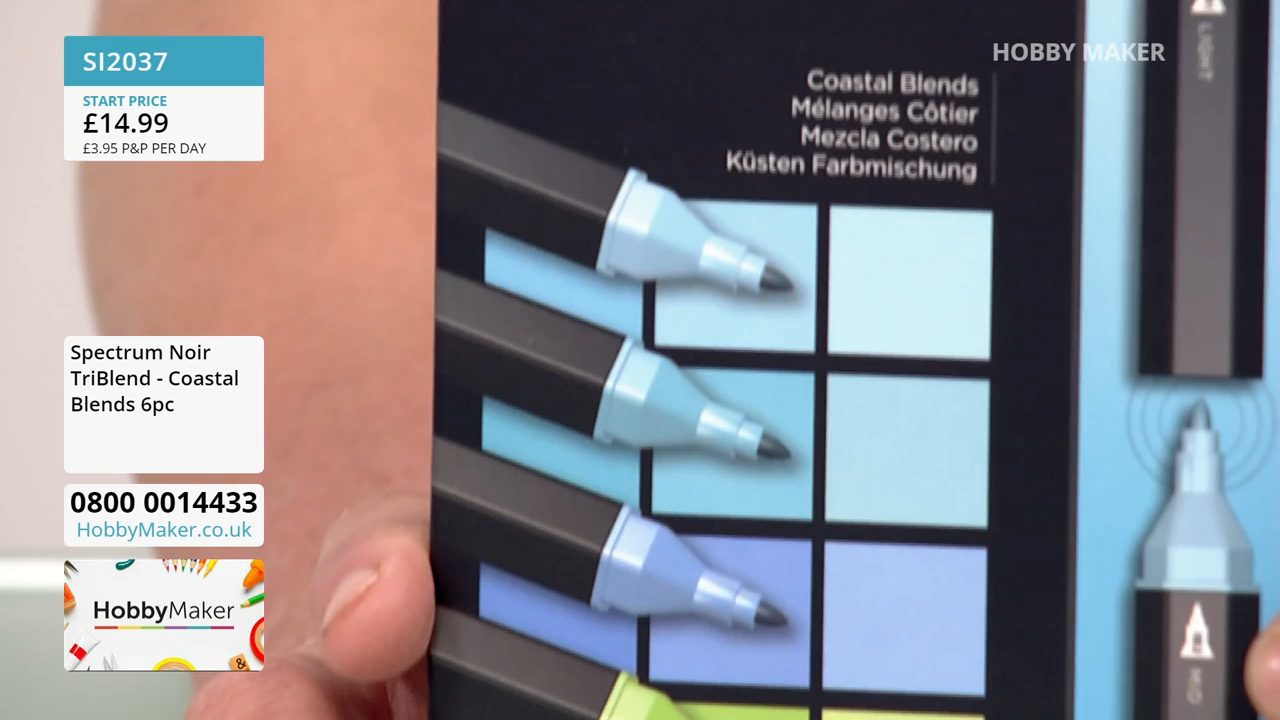 SI2037
START PRICE
£14.99
£3.95 P&P PER DAY
Spectrum Noir
TriBlend - Coastal
Blends 6pc
0800 0014433
HobbyMaker.co.uk
HobbyMaker
&
HOBBY MAKER
Coastal Blends
Mélanges Côtier
Mezcla Costero
Küsten Farbmischung
LIGHT
MID